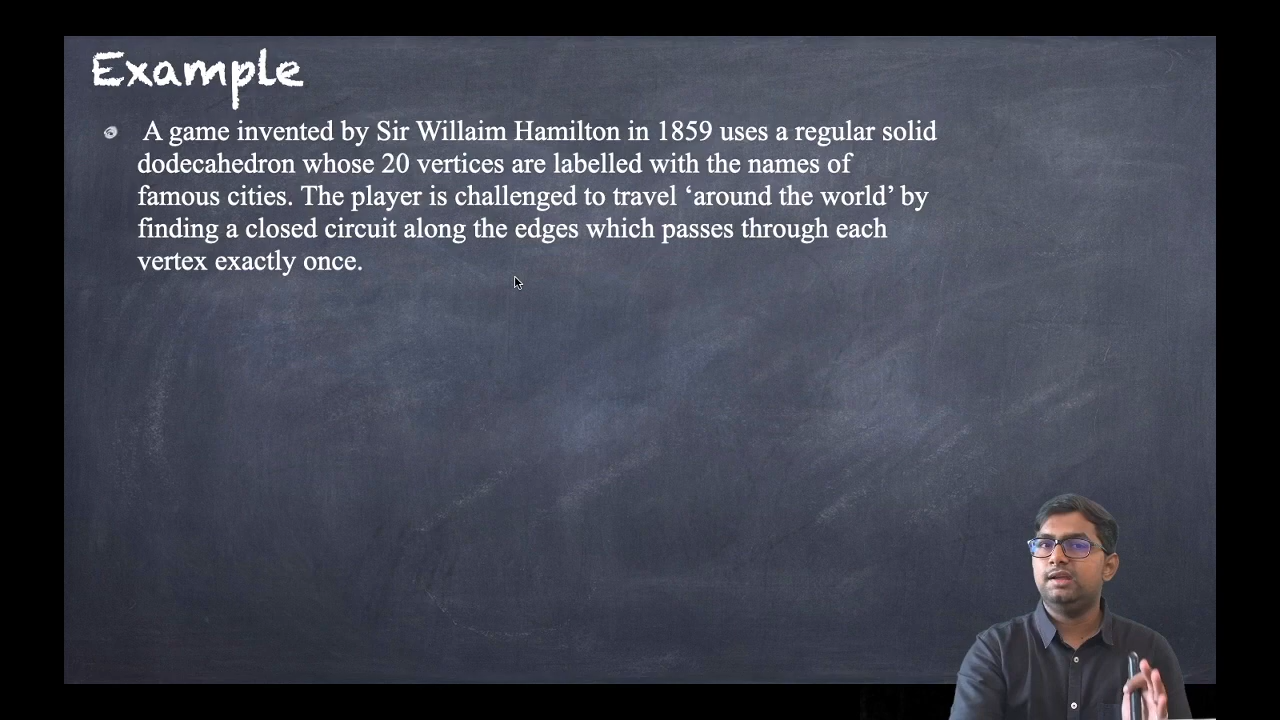 Example
A game invented by Sir Willaim Hamilton in 1859 uses a regular solid
dodecahedron whose 20 vertices are labelled with the names of
famous cities. The player is challenged to travel ‘around the world’ by
finding a closed circuit along the edges which passes through each
vertex exactly once.